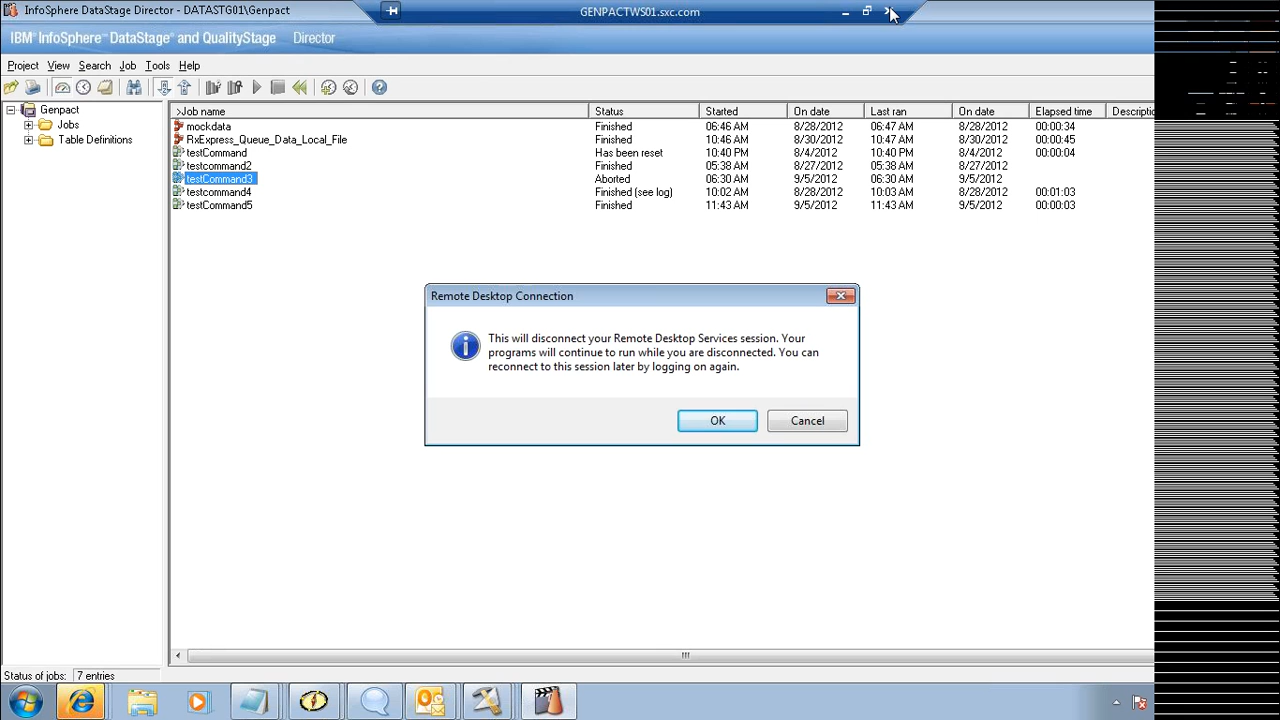 InfoSphere DataStage Director - DATASTG01\Genpact
GENPACTWS01.sxc.com
IBM® InfoSphere™ DataStage® and QualityStage® Director
Project View Search Job Tools Help
Genpact
Jobs
Table Definitions
Job name Status Started On date Last ran On date Elapsed time Descriptio
mockdata Finished 06:46 AM 8/28/2012 06:47 AM 8/28/2012 00:00:34
RxExpress_Queue_Data_Local_File Finished 10:46 AM 8/30/2012 10:47 AM 8/30/2012 00:00:45
testCommand Has been reset 10:40 PM 8/4/2012 10:40 PM 8/4/2012 00:00:04
testcommand2 Finished 05:38 AM 8/27/2012 05:38 AM 8/27/2012
testCommand3 Aborted 06:30 AM 9/5/2012 06:30 AM 9/5/2012
testcommand4 Finished (see log) 10:02 AM 8/28/2012 10:03 AM 8/28/2012 00:01:03
testCommand5 Finished 11:43 AM 9/5/2012 11:43 AM 9/5/2012 00:00:03
Remote Desktop Connection
This will disconnect your Remote Desktop Services session. Your
programs will continue to run while you are disconnected. You can
reconnect to this session later by logging on again.
OK Cancel
Status of jobs: 7 entries